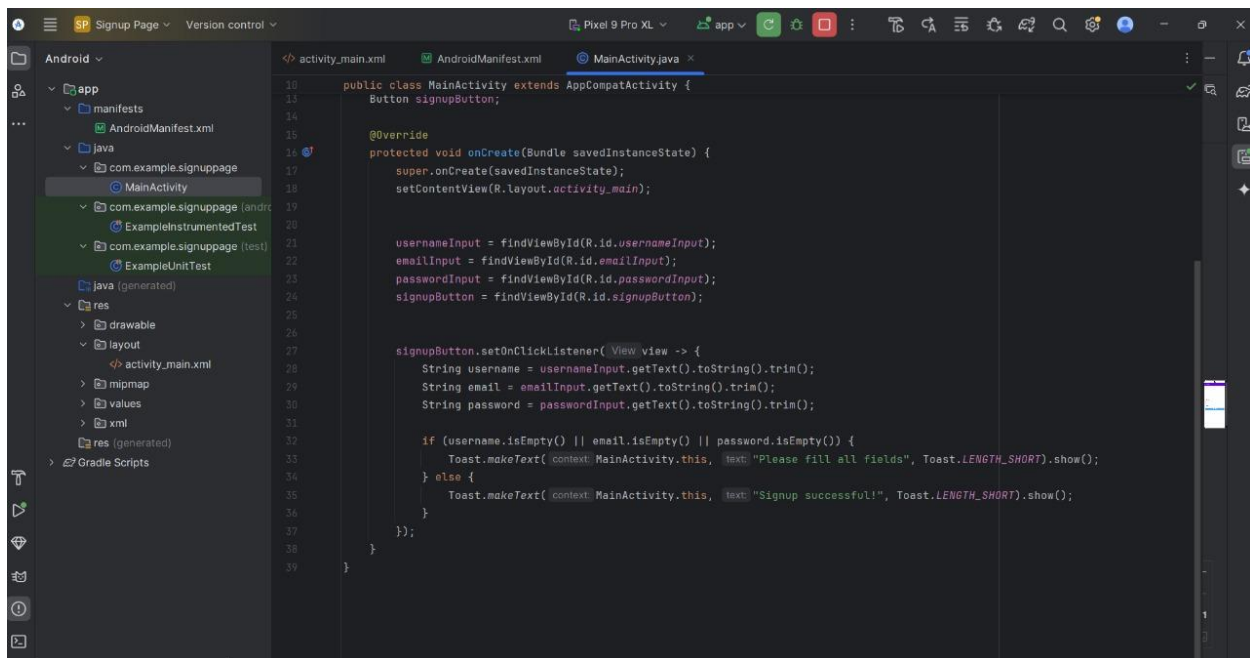 SP Signup Page Version control Pixel 9 Pro XL app
Android
activity_main.xml AndroidManifest.xml MainActivity.java
app
manifests
AndroidManifest.xml
java
com.example.signuppage
MainActivity
com.example.signuppage (andro
ExampleInstrumentedTest
com.example.signuppage (test)
ExampleUnitTest
java (generated)
res
drawable
layout
activity_main.xml
mipmap
values
xml
res (generated)
Gradle Scripts
10 public class MainActivity extends AppCompatActivity {
13 Button signupButton;
14
15 @Override
16 protected void onCreate(Bundle savedInstanceState) {
17 super.onCreate(savedInstanceState);
18 setContentView(R.layout.activity_main);
19
20
21 usernameInput = findViewById(R.id.usernameInput);
22 emailInput = findViewById(R.id.emailInput);
23 passwordInput = findViewById(R.id.passwordInput);
24 signupButton = findViewById(R.id.signupButton);
25
26
27 signupButton.setOnClickListener( View view -> {
28 String username = usernameInput.getText().toString().trim();
29 String email = emailInput.getText().toString().trim();
30 String password = passwordInput.getText().toString().trim();
31
32 if (username.isEmpty() || email.isEmpty() || password.isEmpty()) {
33 Toast.makeText( context: MainActivity.this, text: "Please fill all fields", Toast.LENGTH_SHORT).show();
34 } else {
35 Toast.makeText( context: MainActivity.this, text: "Signup successful!", Toast.LENGTH_SHORT).show();
36 }
37 });
38 }
39 }